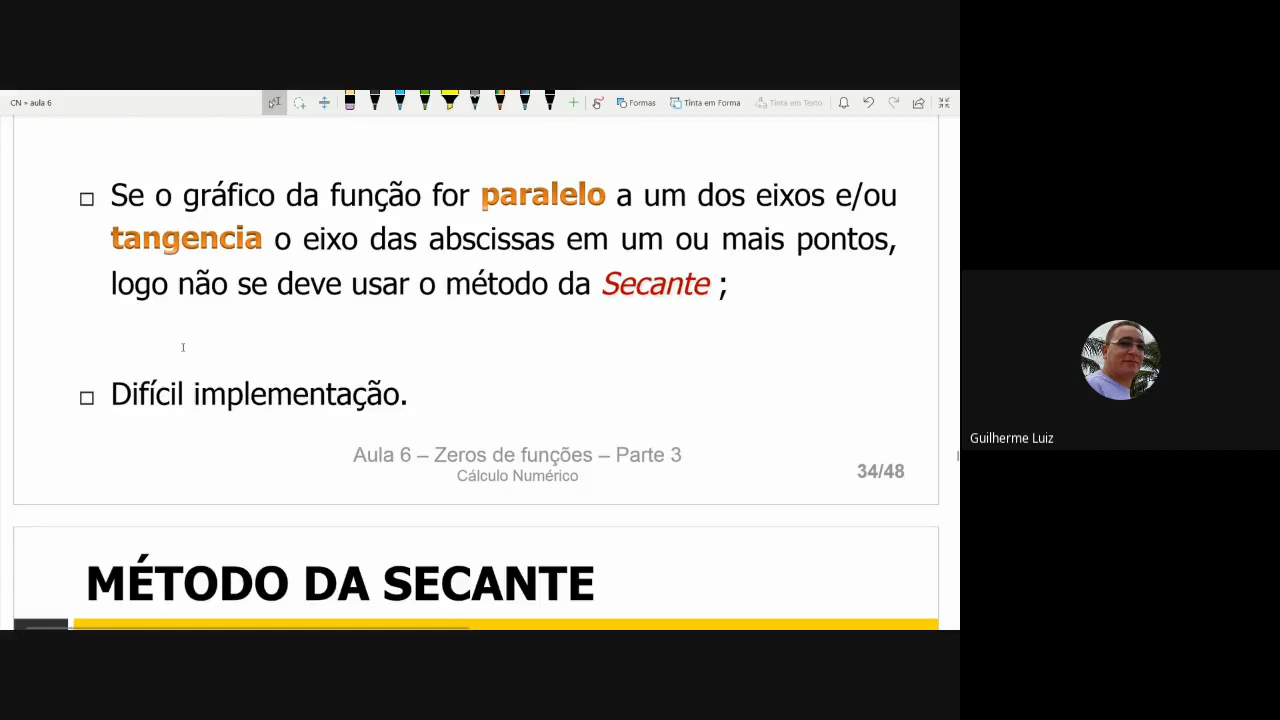 CN » aula 6
Formas
Tinta em Forma
Tinta em Texto
Se o gráfico da função for paralelo a um dos eixos e/ou
tangencia o eixo das abscissas em um ou mais pontos,
logo não se deve usar o método da Secante ;
Difícil implementação.
Aula 6 – Zeros de funções – Parte 3
Cálculo Numérico
34/48
MÉTODO DA SECANTE
Guilherme Luiz